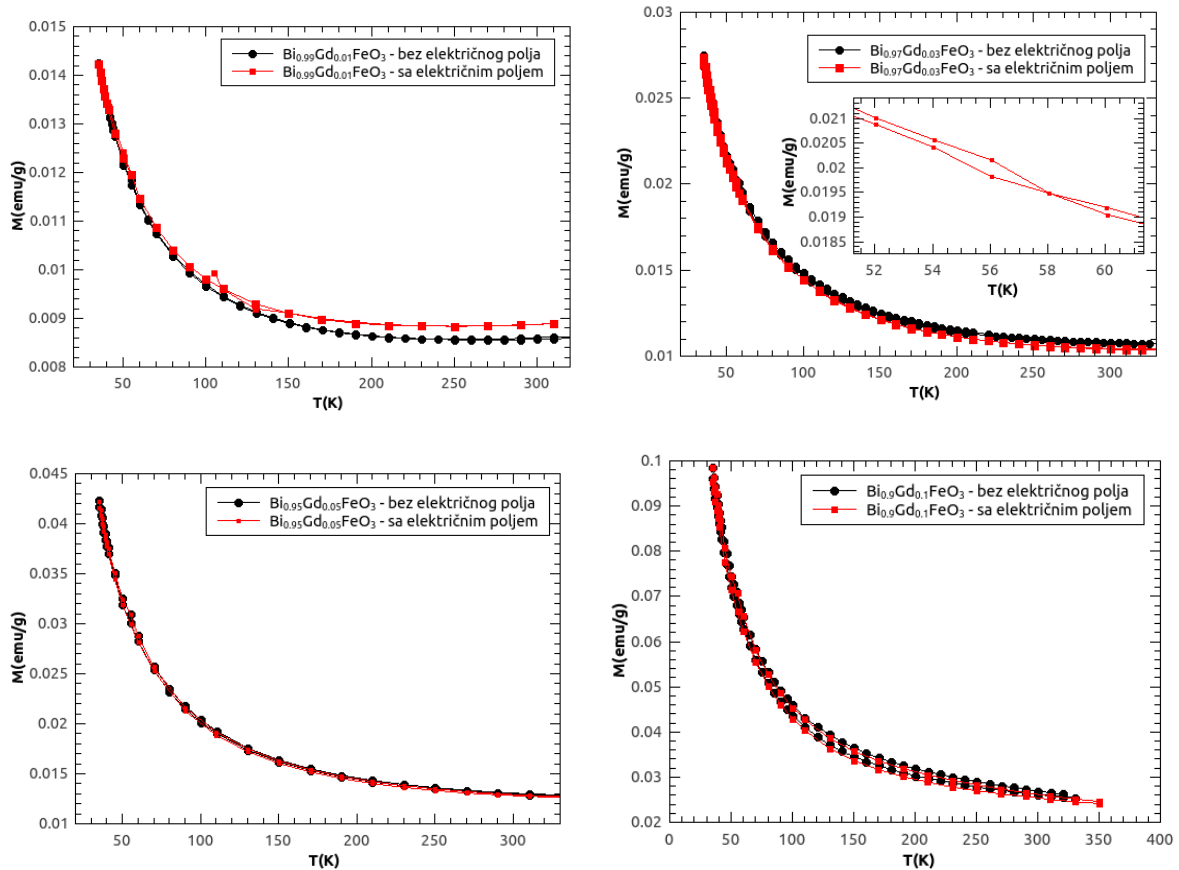 0.015
0.014
0.013
0.012
0.011
0.01
0.009
0.008
M(emu/g)
Bi₀.₉₉Gd₀.₀₁FeO₃ - bez električnog polja
Bi₀.₉₉Gd₀.₀₁FeO₃ - sa električnim poljem
50 100 150 200 250 300
T(K)
0.03
0.025
0.02
0.015
0.01
M(emu/g)
Bi₀.₉₇Gd₀.₀₃FeO₃ - bez električnog polja
Bi₀.₉₇Gd₀.₀₃FeO₃ - sa električnim poljem
0.021
0.0205
0.02
0.0195
0.019
0.0185
M(emu/g)
52 54 56 58 60
T(K)
50 100 150 200 250 300
T(K)
0.045
0.04
0.035
0.03
0.025
0.02
0.015
0.01
M(emu/g)
Bi₀.₉₅Gd₀.₀₅FeO₃ - bez električnog polja
Bi₀.₉₅Gd₀.₀₅FeO₃ - sa električnim poljem
50 100 150 200 250 300
T(K)
0.1
0.09
0.08
0.07
0.06
0.05
0.04
0.03
0.02
M(emu/g)
Bi₀.₉Gd₀.₁FeO₃ - bez električnog polja
Bi₀.₉Gd₀.₁FeO₃ - sa električnim poljem
0 50 100 150 200 250 300 350 400
T(K)